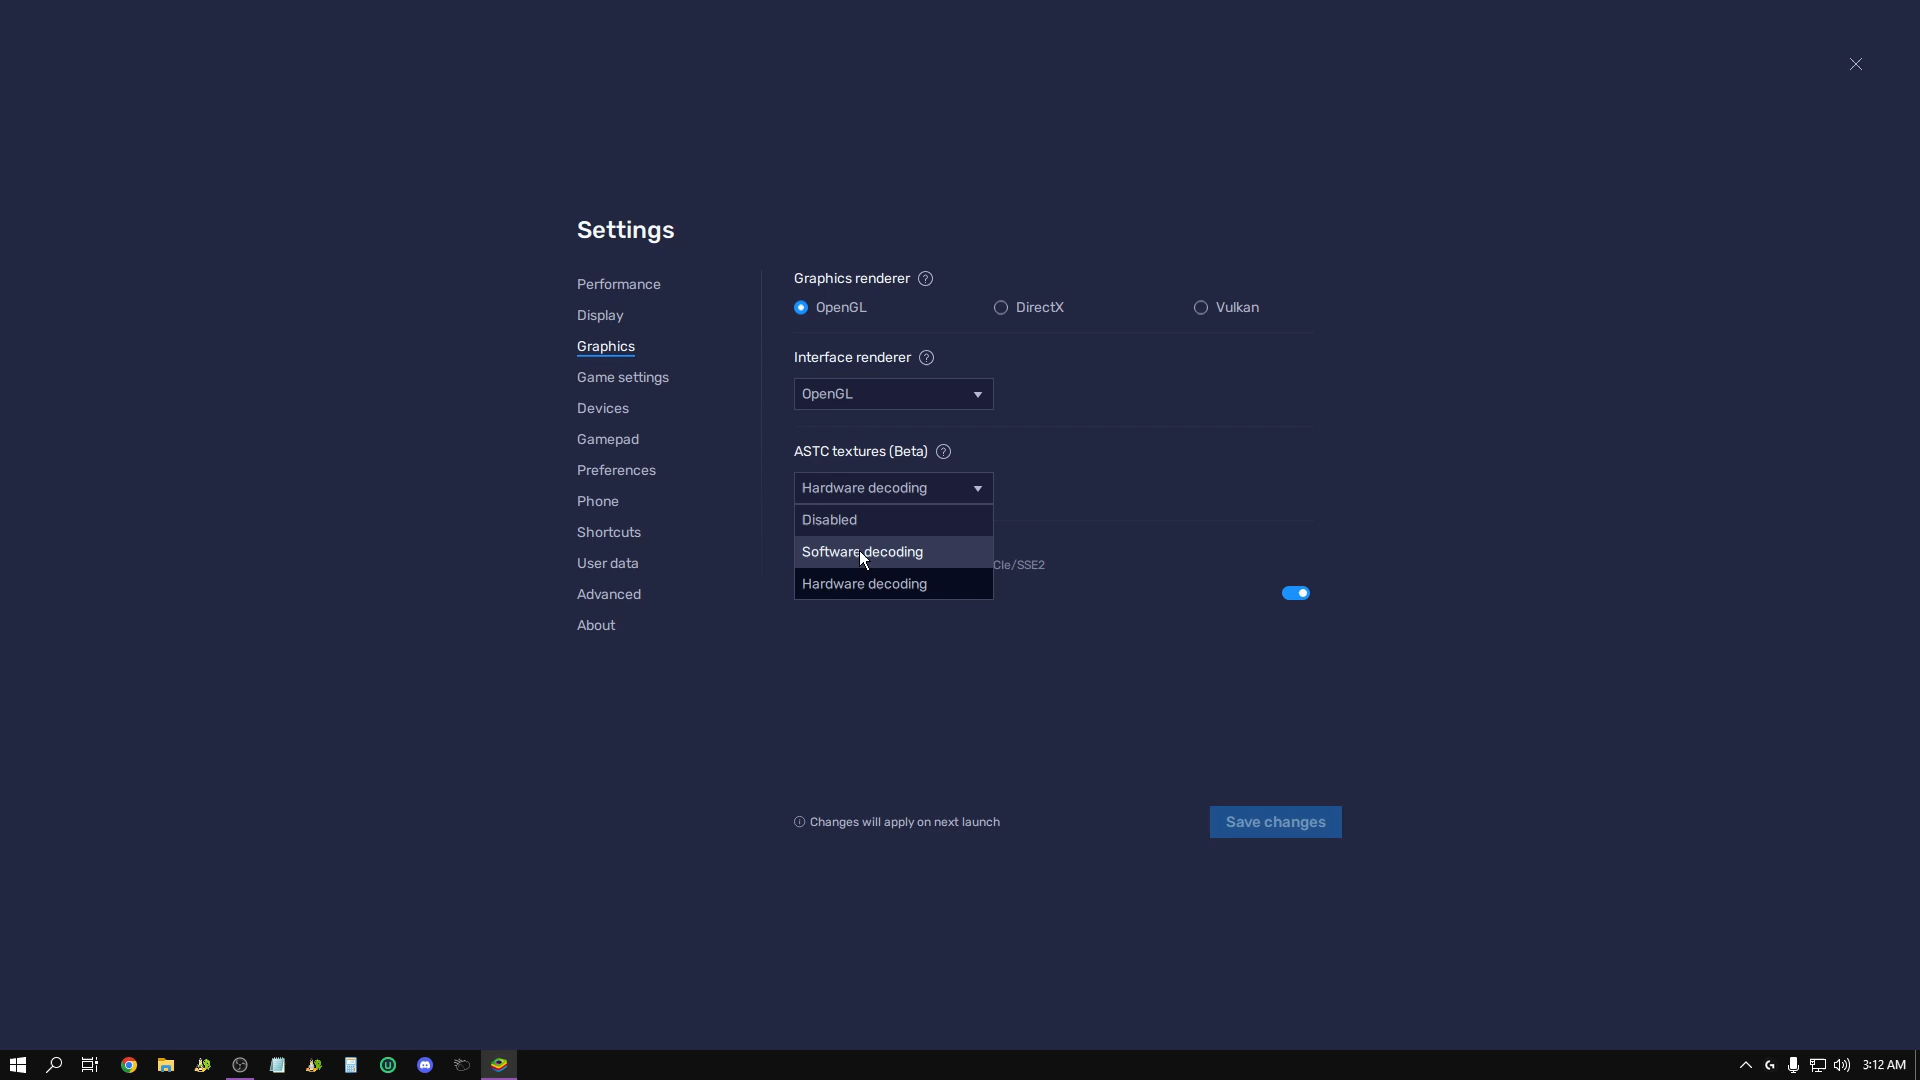 Settings
Performance
Display
Graphics
Game settings
Devices
Gamepad
Preferences
Phone
Shortcuts
User data
Advanced
About
Graphics renderer ?
OpenGL
DirectX
Vulkan
Interface renderer ?
OpenGL
ASTC textures (Beta) ?
Hardware decoding
Disabled
Software decoding
CIe/SSE2
Hardware decoding
Changes will apply on next launch
Save changes
3:12 AM